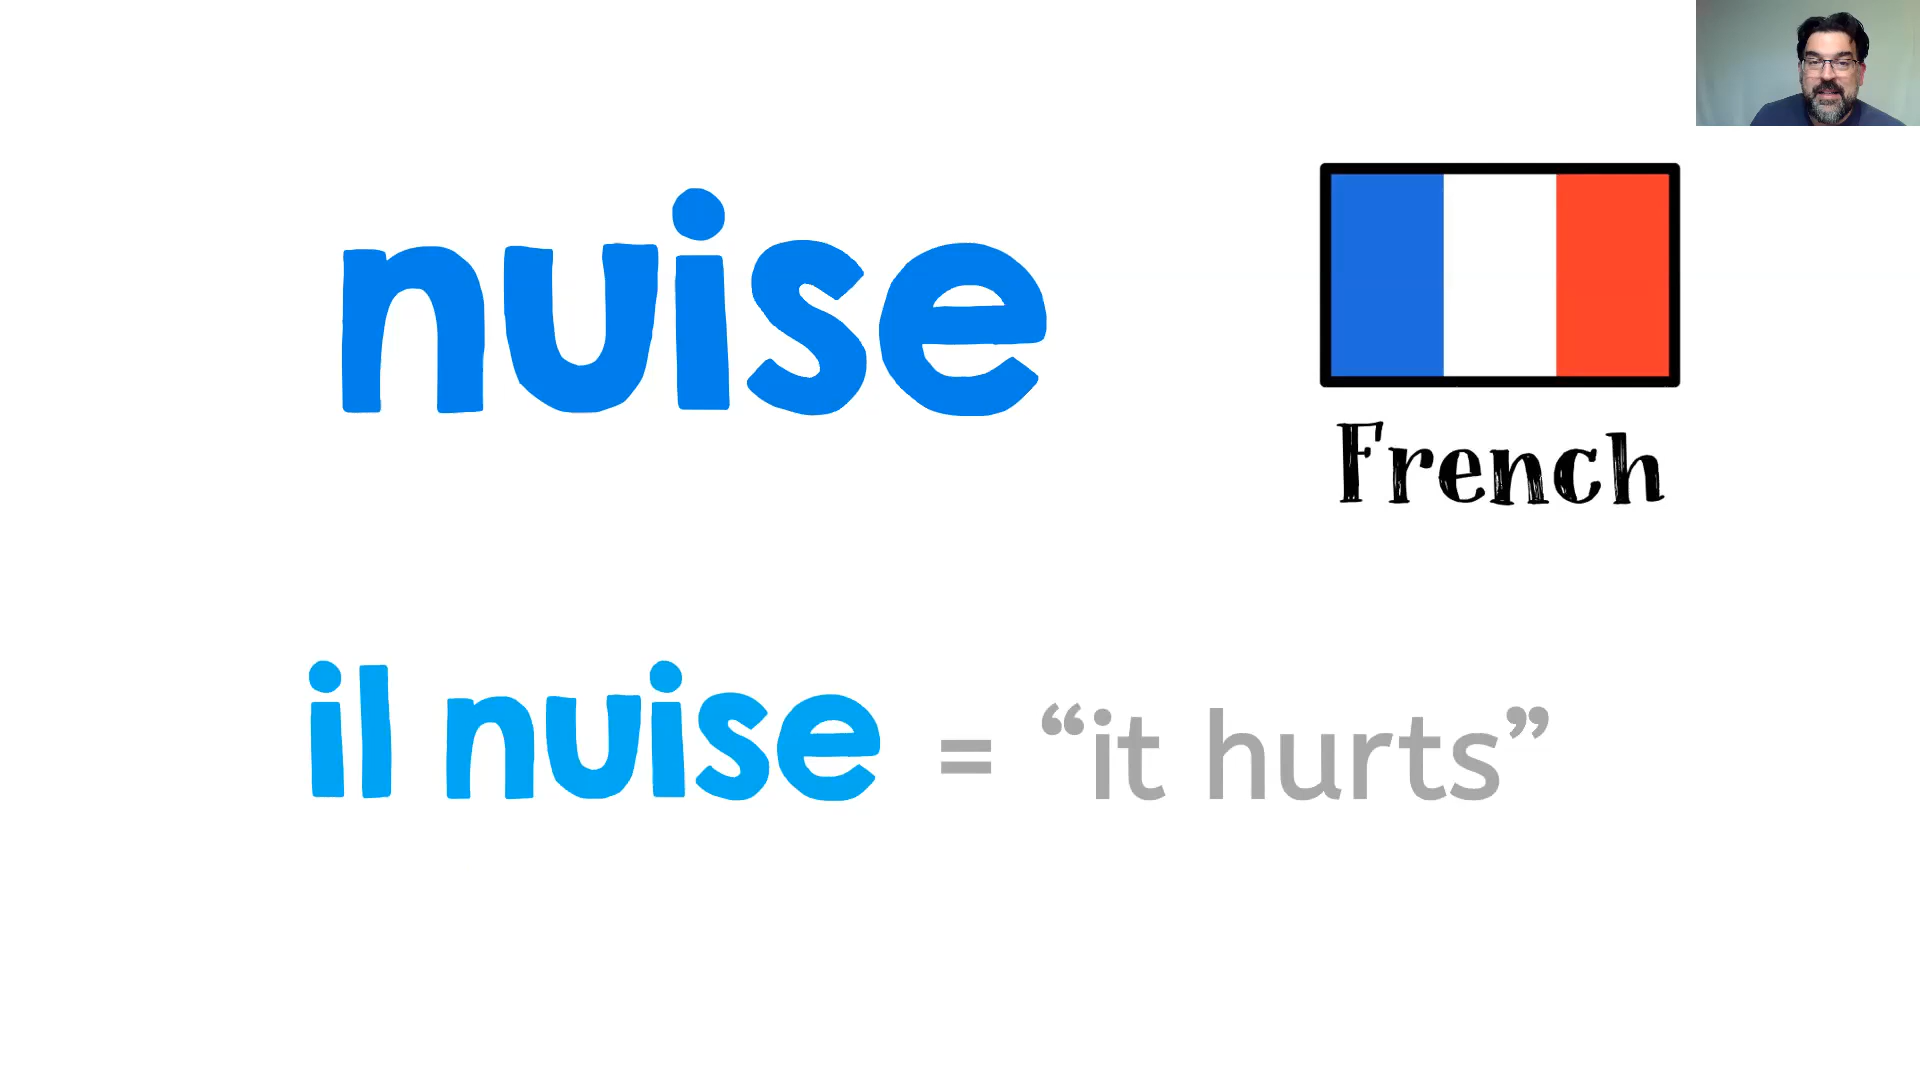 nuise
French
il nuise = “it hurts”